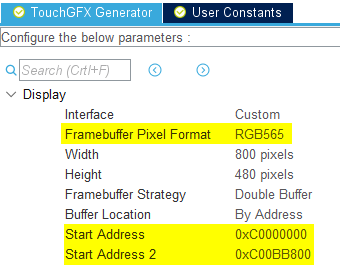 TouchGFX Generator User Constants
Configure the below parameters :
Search (Crtl+F)
Display
Interface Custom
Framebuffer Pixel Format RGB565
Width 800 pixels
Height 480 pixels
Framebuffer Strategy Double Buffer
Buffer Location By Address
Start Address 0xC0000000
Start Address 2 0xC00BB800